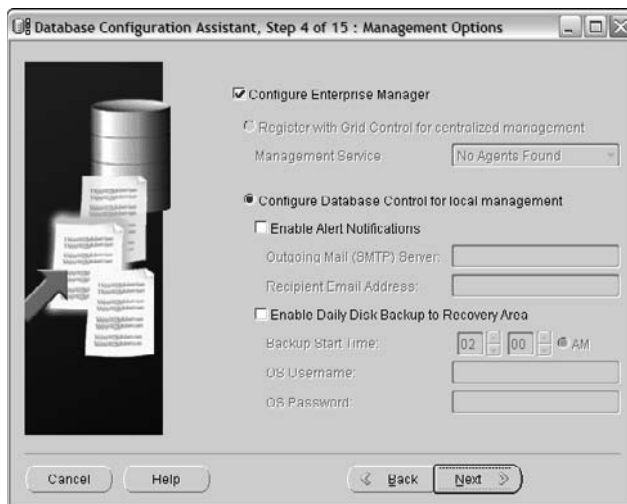 Database Configuration Assistant, Step 4 of 15 : Management Options
Configure Enterprise Manager
Register with Grid Control for centralized management
Management Service No Agents Found
Configure Database Control for local management
Enable Alert Notifications
Outgoing Mail (SMTP) Server:
Recipient Email Address:
Enable Daily Disk Backup to Recovery Area
Backup Start Time: 02 00 AM
OS Username:
OS Password:
Cancel Help Back Next